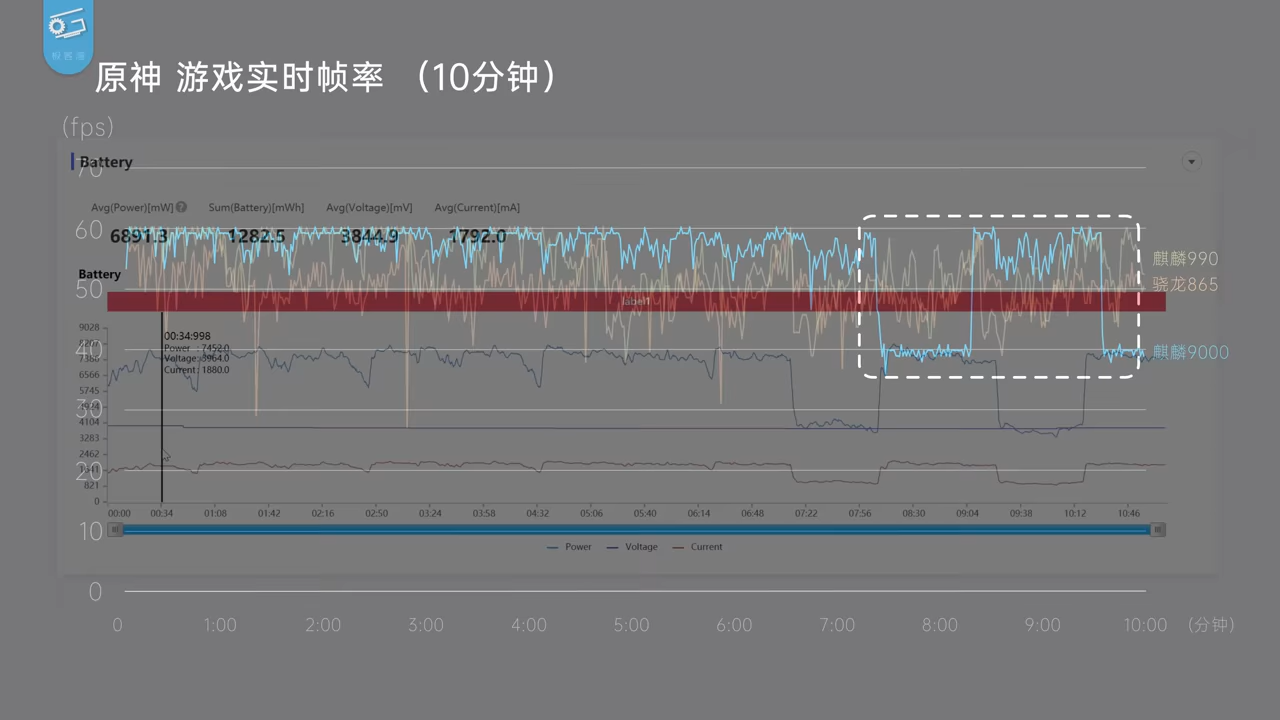 极客湾
原神 游戏实时帧率 （10分钟）
(fps)
Battery
70
Avg(Power)[mW]? Sum(Battery)[mWh] Avg(Voltage)[mV] Avg(Current)[mA]
60
6891.3 1282.5 3844.9 1792.0
麒麟990
Battery
骁龙865
50
label1
9028
00:34:998
8207
Power : 7452.0
40
麒麟9000
7386
Voltage: 3964.0
6566
Current : 1880.0
5745
4924
30
4104
3283
2462
20
1641
821
0
00:00 00:34 01:08 01:42 02:16 02:50 03:24 03:58 04:32 05:06 05:40 06:14 06:48 07:22 07:56 08:30 09:04 09:38 10:12 10:46
10
Power Voltage Current
0
0 1:00 2:00 3:00 4:00 5:00 6:00 7:00 8:00 9:00 10:00 (分钟)